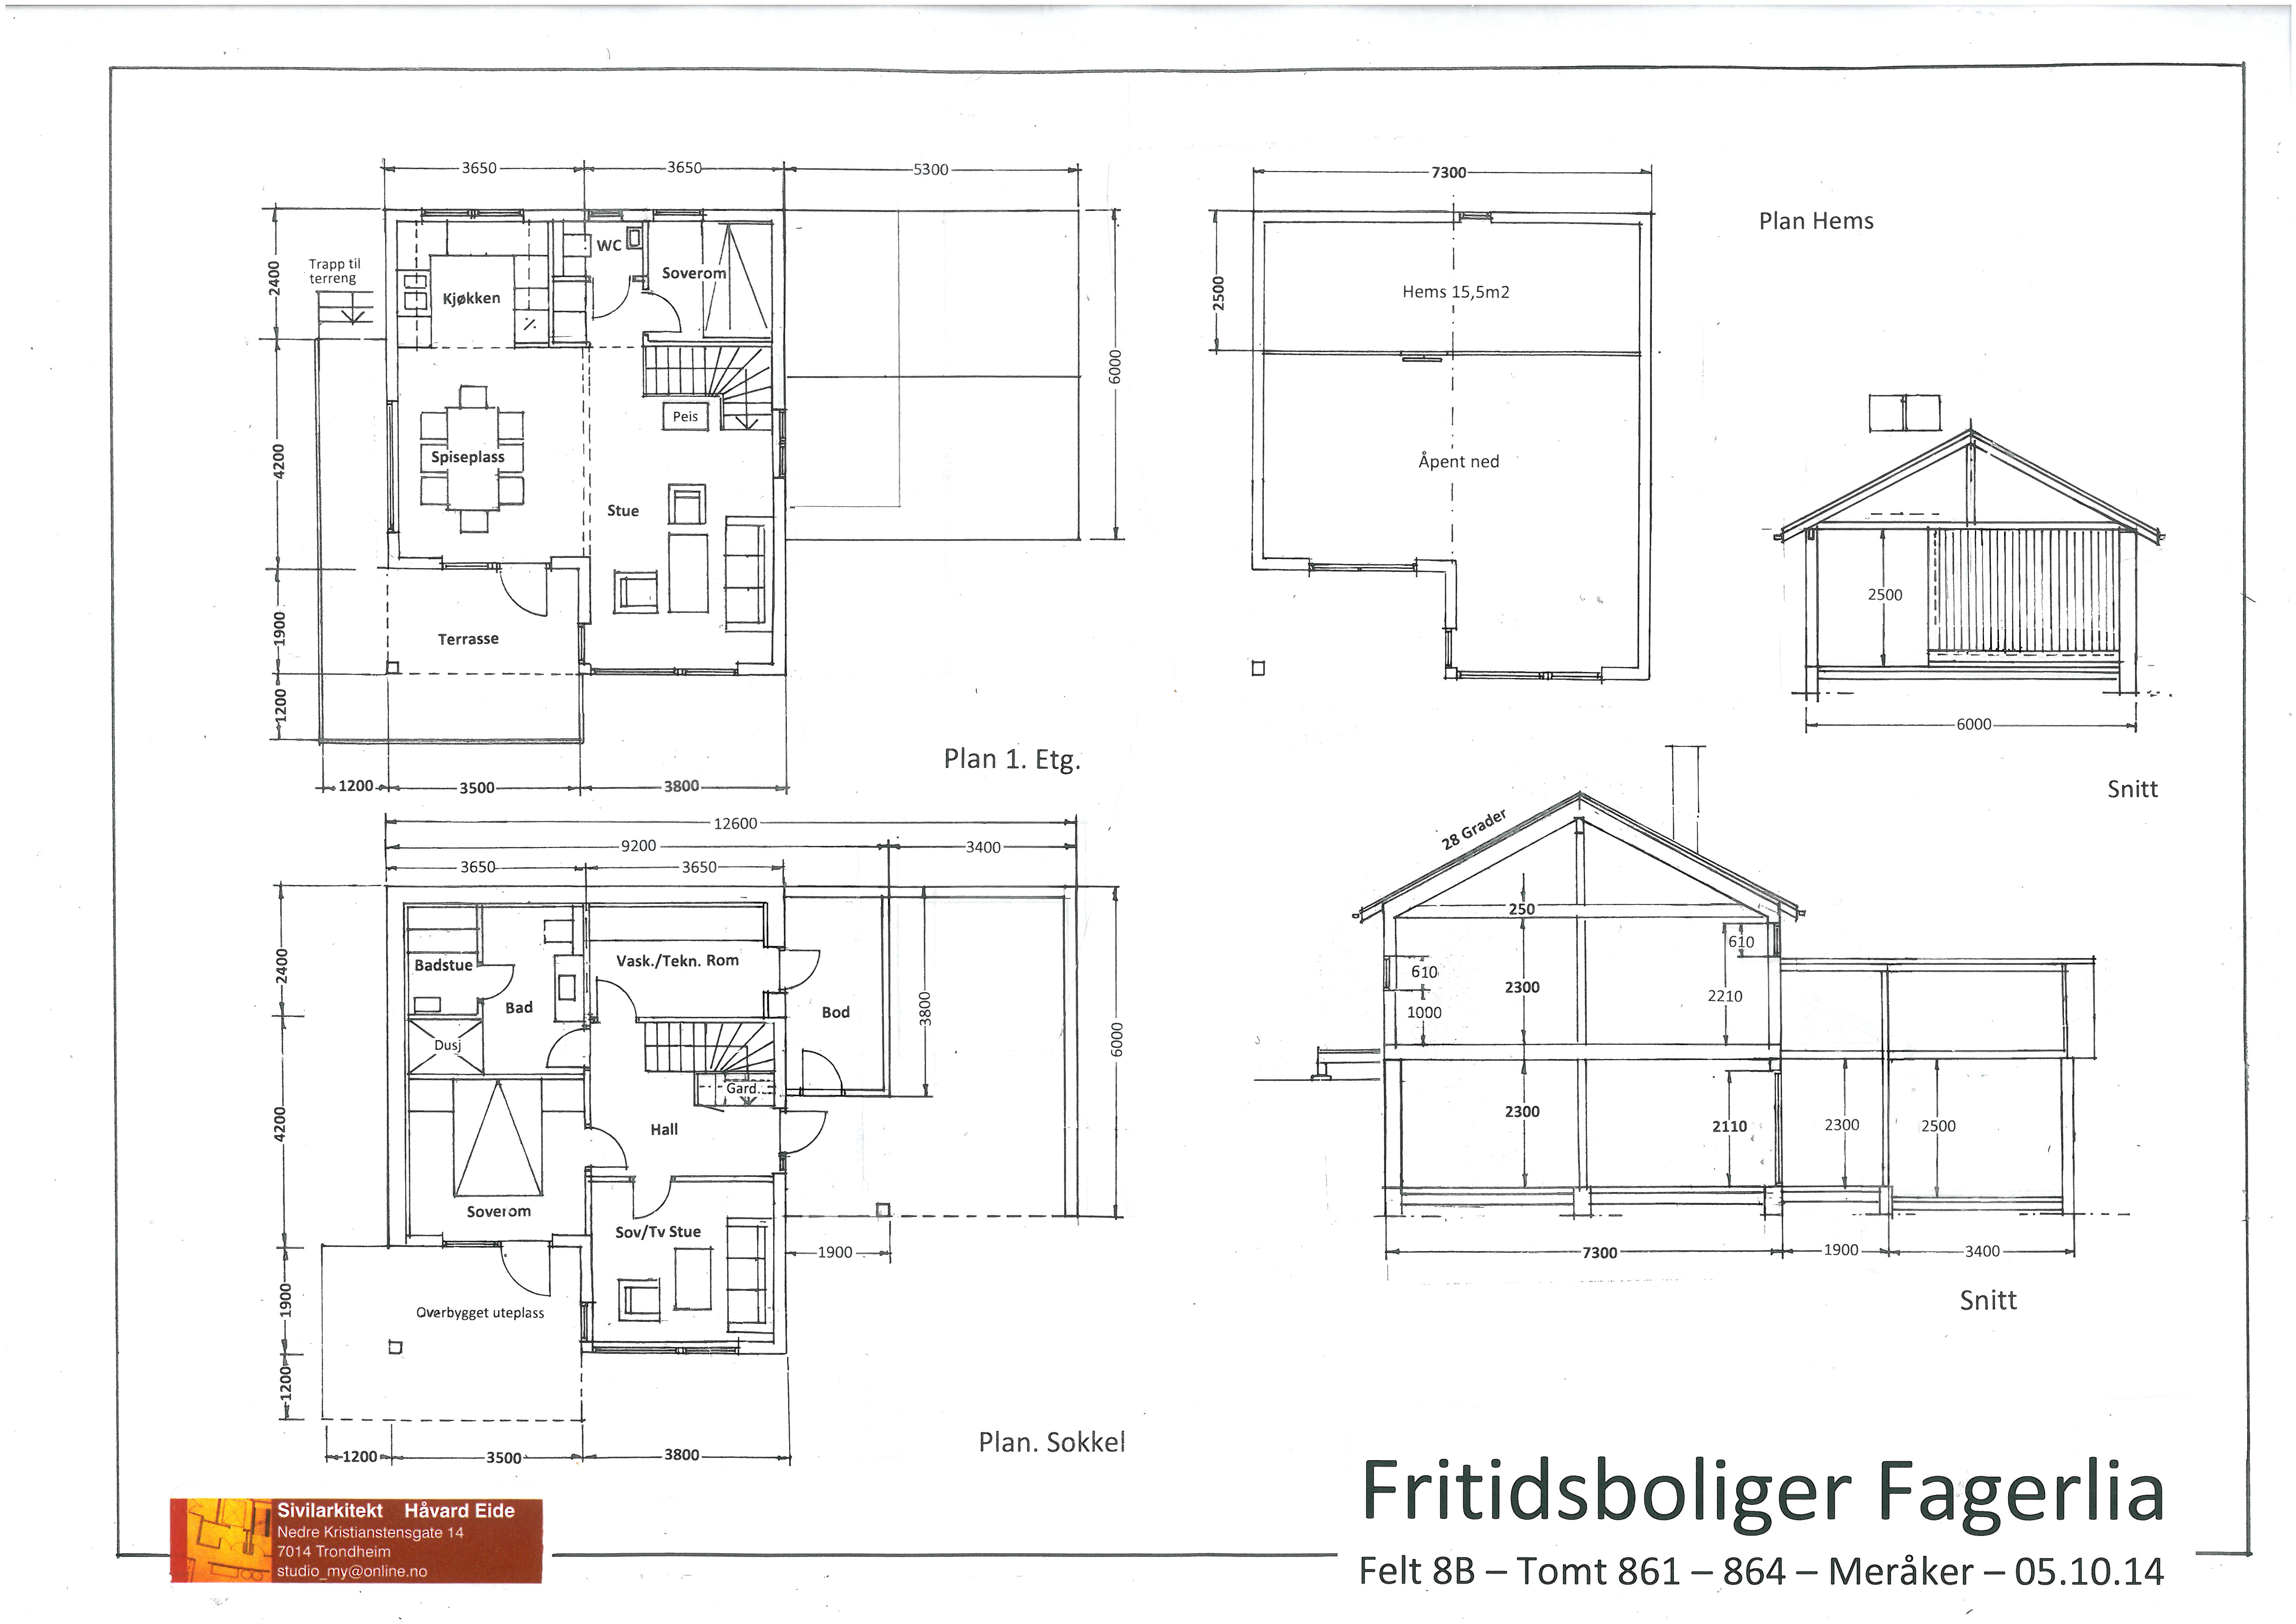 3650
3650
5300
2400
4200
1900
1200
6000
Trapp til
terreng
Kjøkken
WC
Soverom
Peis
Spiseplass
Stue
Terrasse
1200
3500
3800
Plan 1. Etg.
7300
2500
Hems 15,5m2
Åpent ned
Plan Hems
2500
6000
Snitt
12600
9200
3400
3650
3650
2400
4200
1900
1200
Badstue
Bad
Vask./Tekn. Rom
Bod
3800
6000
Dusj
Gard.
Hall
Soverom
Sov/Tv Stue
1900
Overbygget uteplass
1200
3500
3800
Plan. Sokkel
28 Grader
250
610
610
2300
2210
1000
2300
2110
2300
2500
7300
1900
3400
Snitt
Fritidsboliger Fagerlia
Felt 8B – Tomt 861 – 864 – Meråker – 05.10.14
Sivilarkitekt Håvard Eide
Nedre Kristianstensgate 14
7014 Trondheim
studio_my@online.no